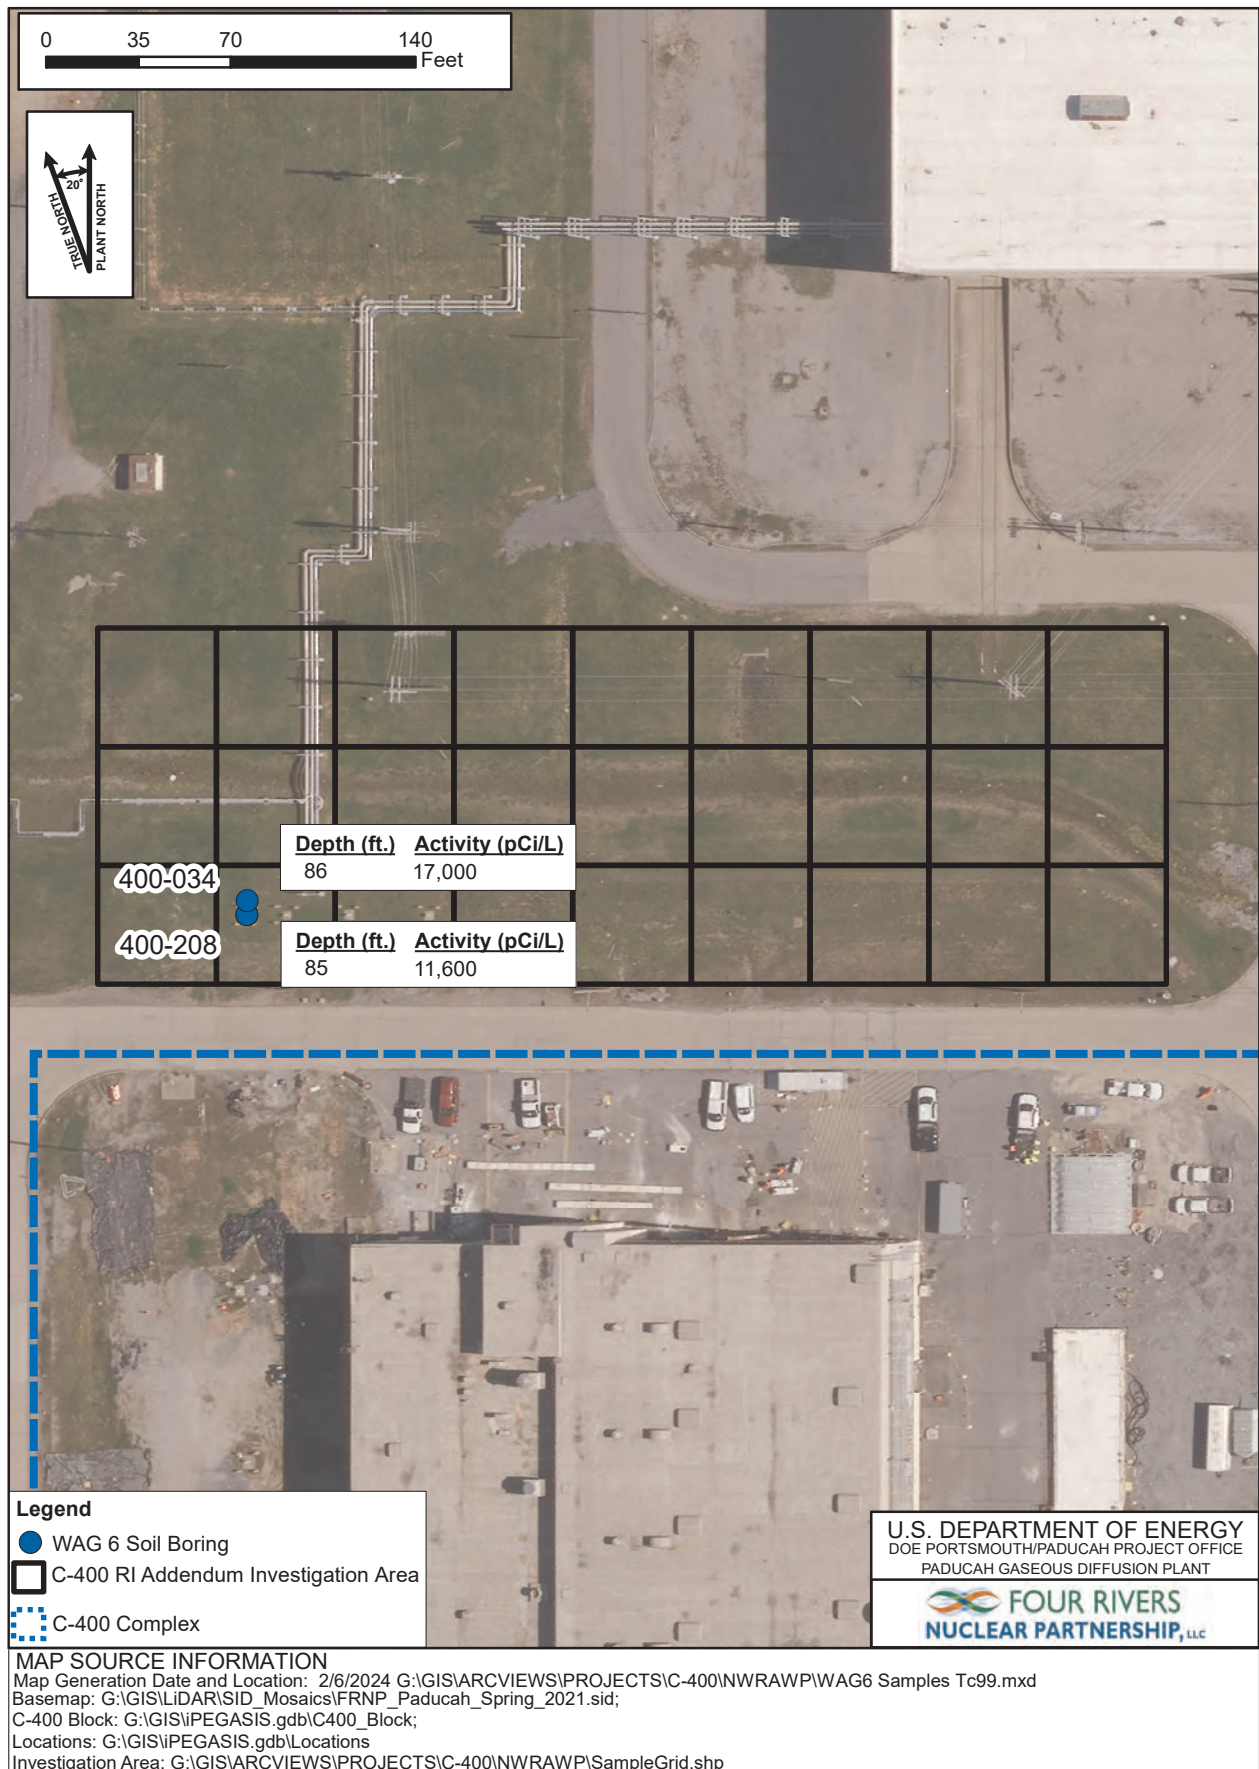 0 35 70 140
Feet
20°
TRUE NORTH
PLANT NORTH
Depth (ft.) Activity (pCi/L)
86 17,000
400-034
400-208
Depth (ft.) Activity (pCi/L)
85 11,600
Legend
WAG 6 Soil Boring
C-400 RI Addendum Investigation Area
C-400 Complex
U.S. DEPARTMENT OF ENERGY
DOE PORTSMOUTH/PADUCAH PROJECT OFFICE
PADUCAH GASEOUS DIFFUSION PLANT
FOUR RIVERS
NUCLEAR PARTNERSHIP, LLC
MAP SOURCE INFORMATION
Map Generation Date and Location: 2/6/2024 G:\GIS\ARCVIEWS\PROJECTS\C-400\NWRAWP\WAG6 Samples Tc99.mxd
Basemap: G:\GIS\LiDAR\SID_Mosaics\FRNP_Paducah_Spring_2021.sid;
C-400 Block: G:\GIS\iPEGASIS.gdb\C400_Block;
Locations: G:\GIS\iPEGASIS.gdb\Locations
Investigation Area: G:\GIS\ARCVIEWS\PROJECTS\C-400\NWRAWP\SampleGrid.shp